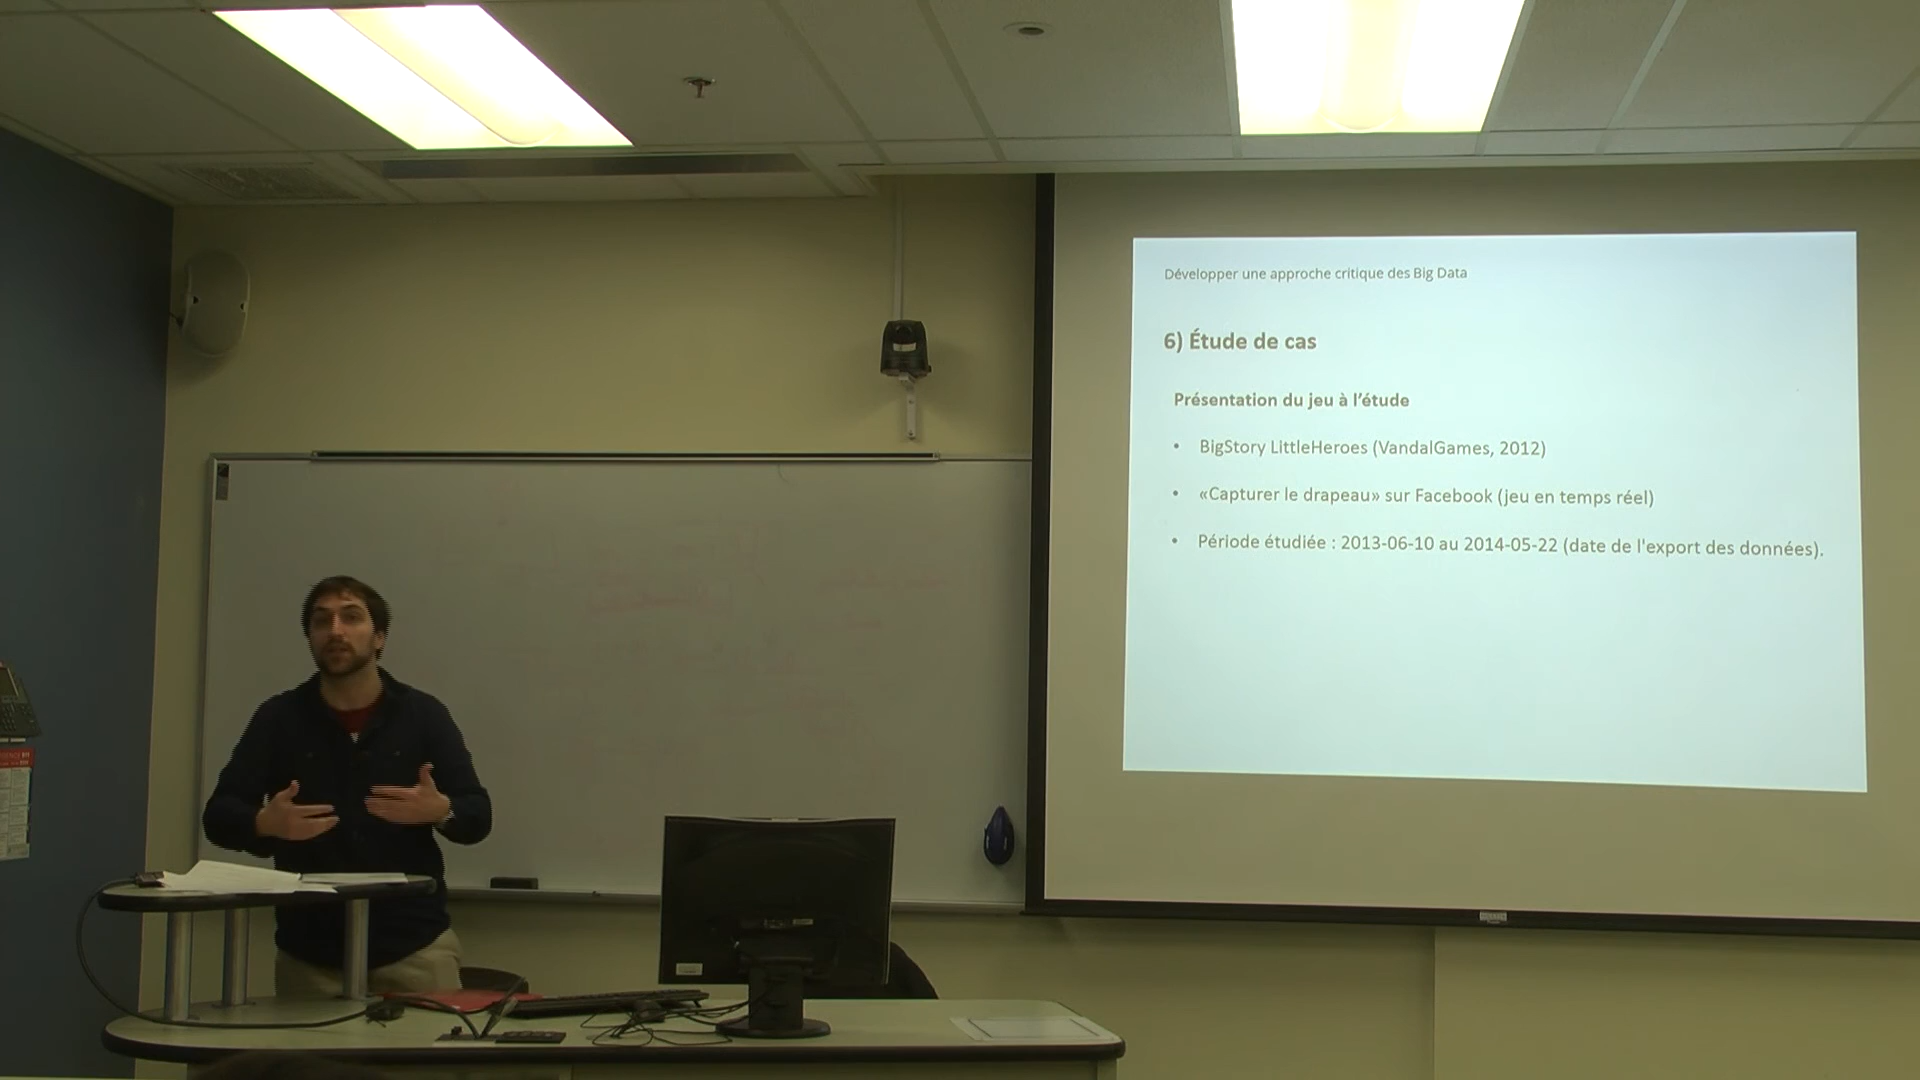 Développer une approche critique des Big Data
6) Étude de cas
Présentation du jeu à l'étude
• BigStory LittleHeroes (VandalGames, 2012)
• «Capturer le drapeau» sur Facebook (jeu en temps réel)
• Période étudiée : 2013-06-10 au 2014-05-22 (date de l'export des données).